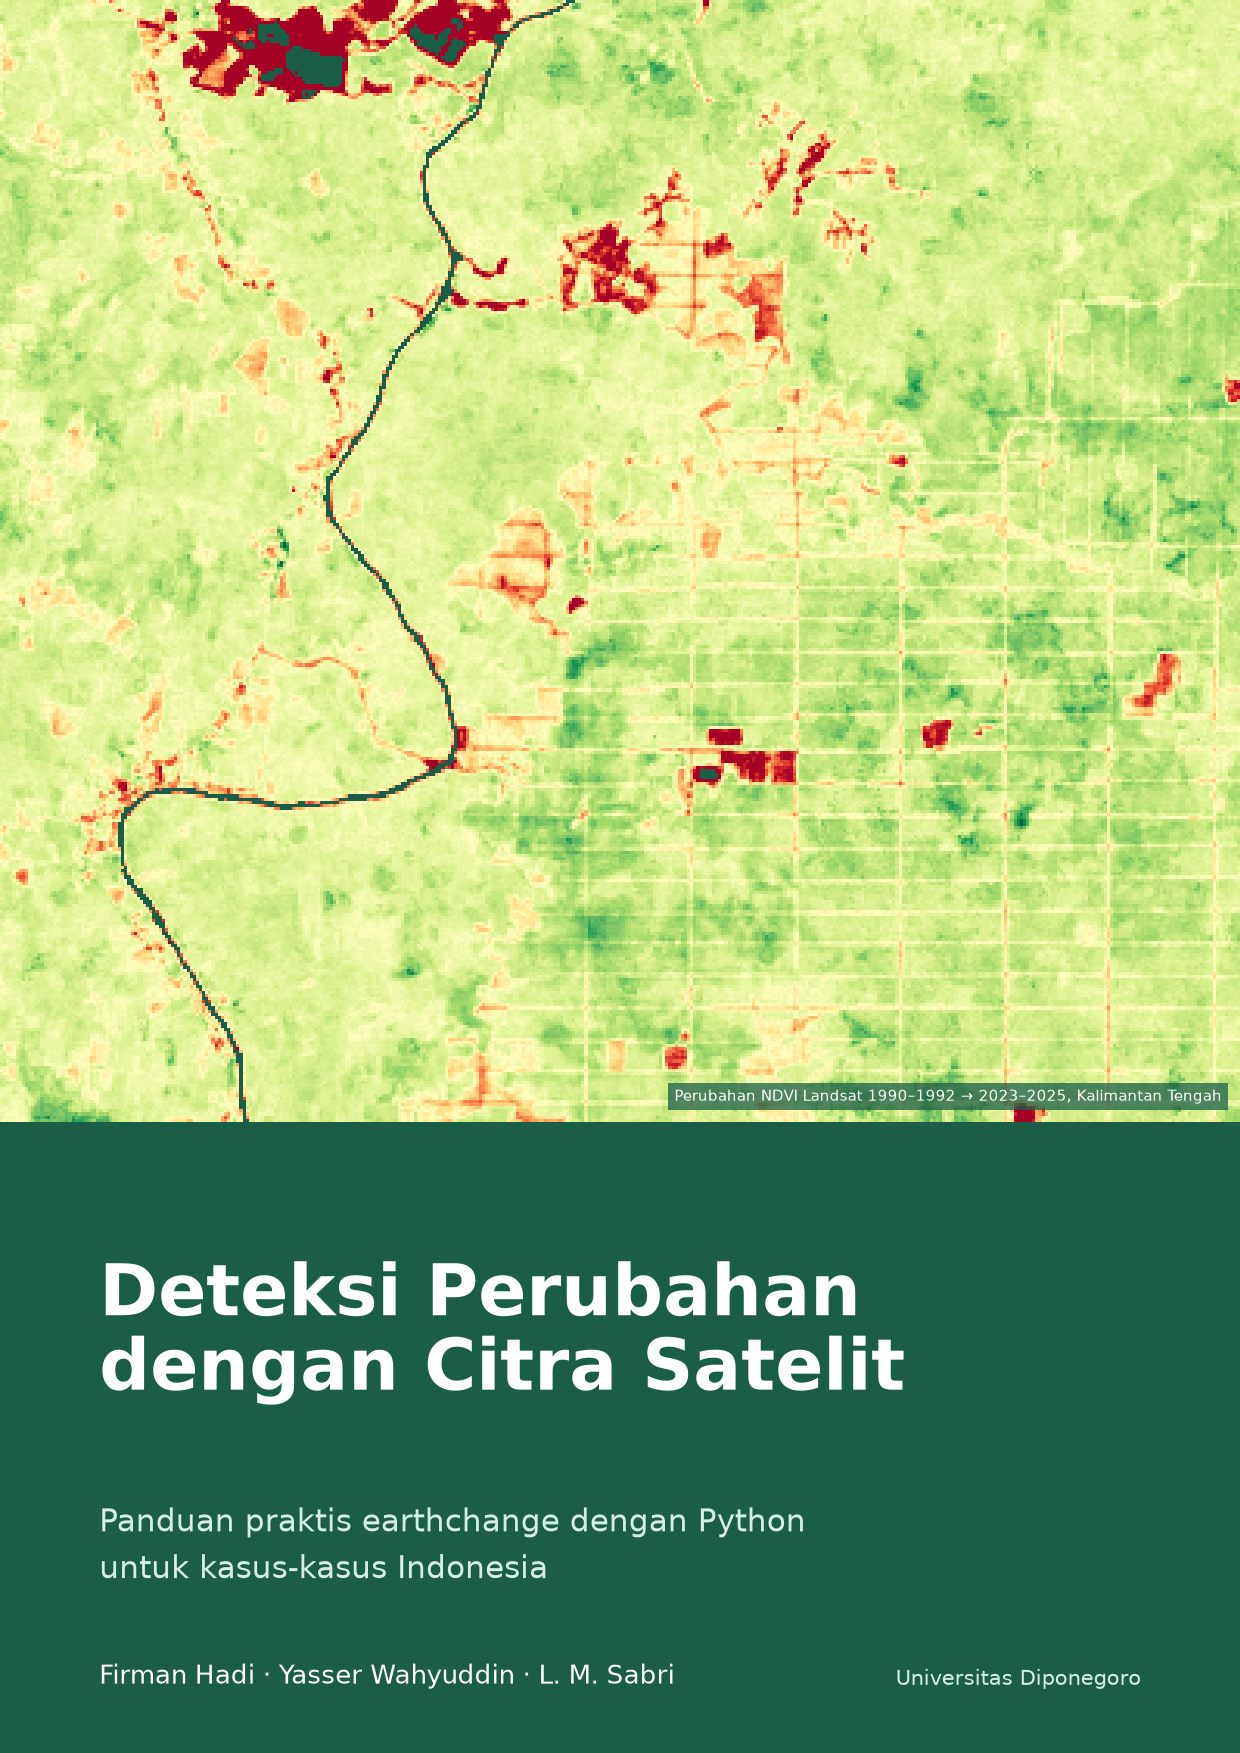 Perubahan NDVI Landsat 1990–1992 → 2023–2025, Kalimantan Tengah
Deteksi Perubahan
dengan Citra Satelit
Panduan praktis earthchange dengan Python
untuk kasus-kasus Indonesia
Firman Hadi · Yasser Wahyuddin · L. M. Sabri
Universitas Diponegoro